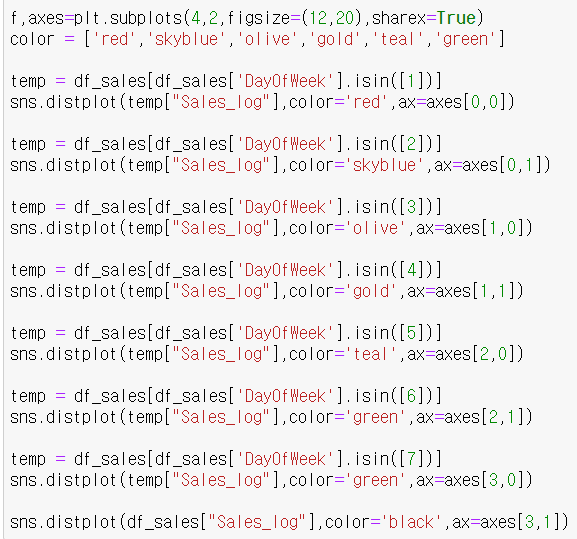 f,axes=plt.subplots(4,2,figsize=(12,20),sharex=True)
color = ['red','skyblue','olive','gold','teal','green']
temp = df_sales[df_sales['DayOfWeek'].isin([1])]
sns.distplot(temp["Sales_log"],color='red',ax=axes[0,0])
temp = df_sales[df_sales['DayOfWeek'].isin([2])]
sns.distplot(temp["Sales_log"],color='skyblue',ax=axes[0,1])
temp = df_sales[df_sales['DayOfWeek'].isin([3])]
sns.distplot(temp["Sales_log"],color='olive',ax=axes[1,0])
temp = df_sales[df_sales['DayOfWeek'].isin([4])]
sns.distplot(temp["Sales_log"],color='gold',ax=axes[1,1])
temp = df_sales[df_sales['DayOfWeek'].isin([5])]
sns.distplot(temp["Sales_log"],color='teal',ax=axes[2,0])
temp = df_sales[df_sales['DayOfWeek'].isin([6])]
sns.distplot(temp["Sales_log"],color='green',ax=axes[2,1])
temp = df_sales[df_sales['DayOfWeek'].isin([7])]
sns.distplot(temp["Sales_log"],color='green',ax=axes[3,0])
sns.distplot(df_sales["Sales_log"],color='black',ax=axes[3,1])